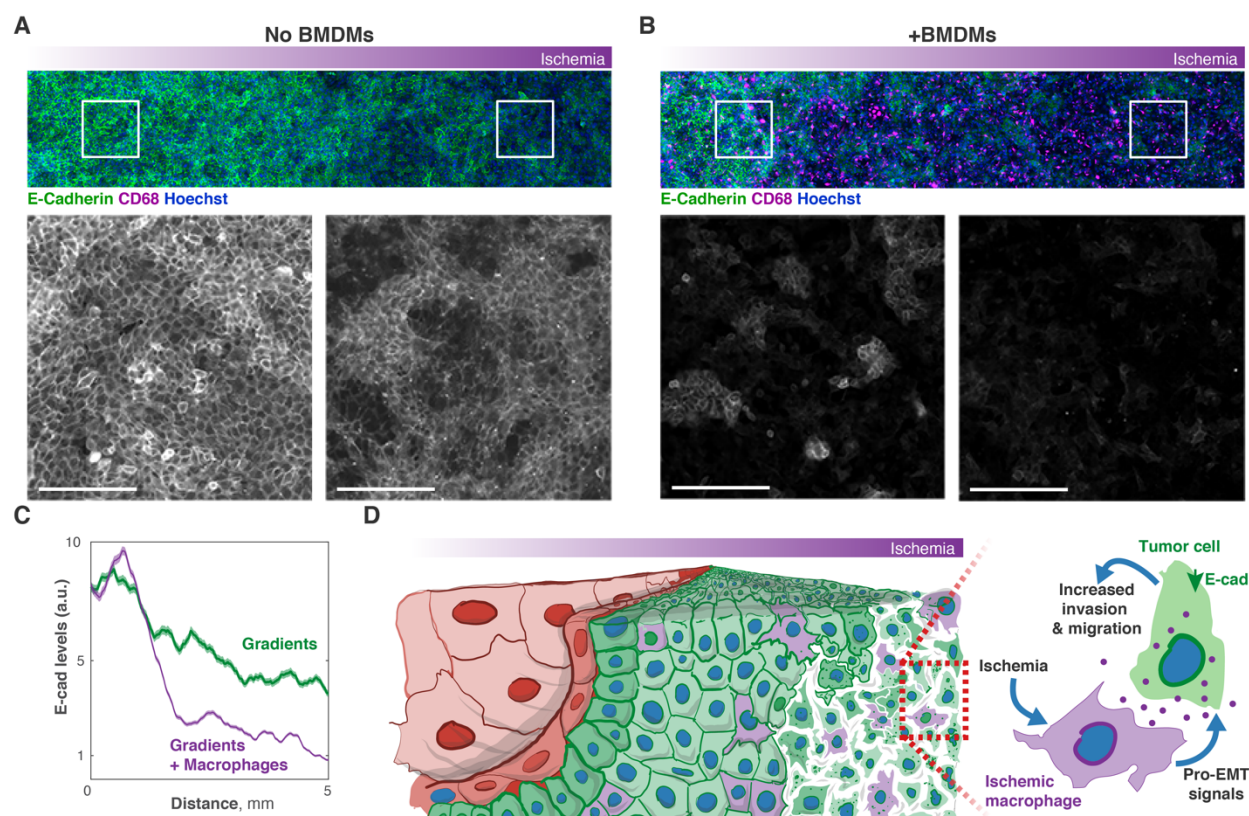 A
No BMDMs
Ischemia
E-Cadherin CD68 Hoechst
B
+BMDMs
Ischemia
E-Cadherin CD68 Hoechst
C
10
5
1
E-cad levels (a.u.)
Gradients
Gradients
+ Macrophages
0
5
Distance, mm
D
Ischemia
Tumor cell
E-cad
Increased
invasion
& migration
Ischemia
Ischemic
macrophage
Pro-EMT
signals